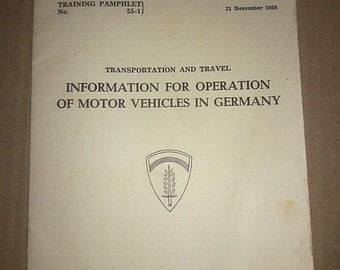 TRAINING PAMPHLET
No. 55-1
21 December 1956
TRANSPORTATION AND TRAVEL
INFORMATION FOR OPERATION
OF MOTOR VEHICLES IN GERMANY